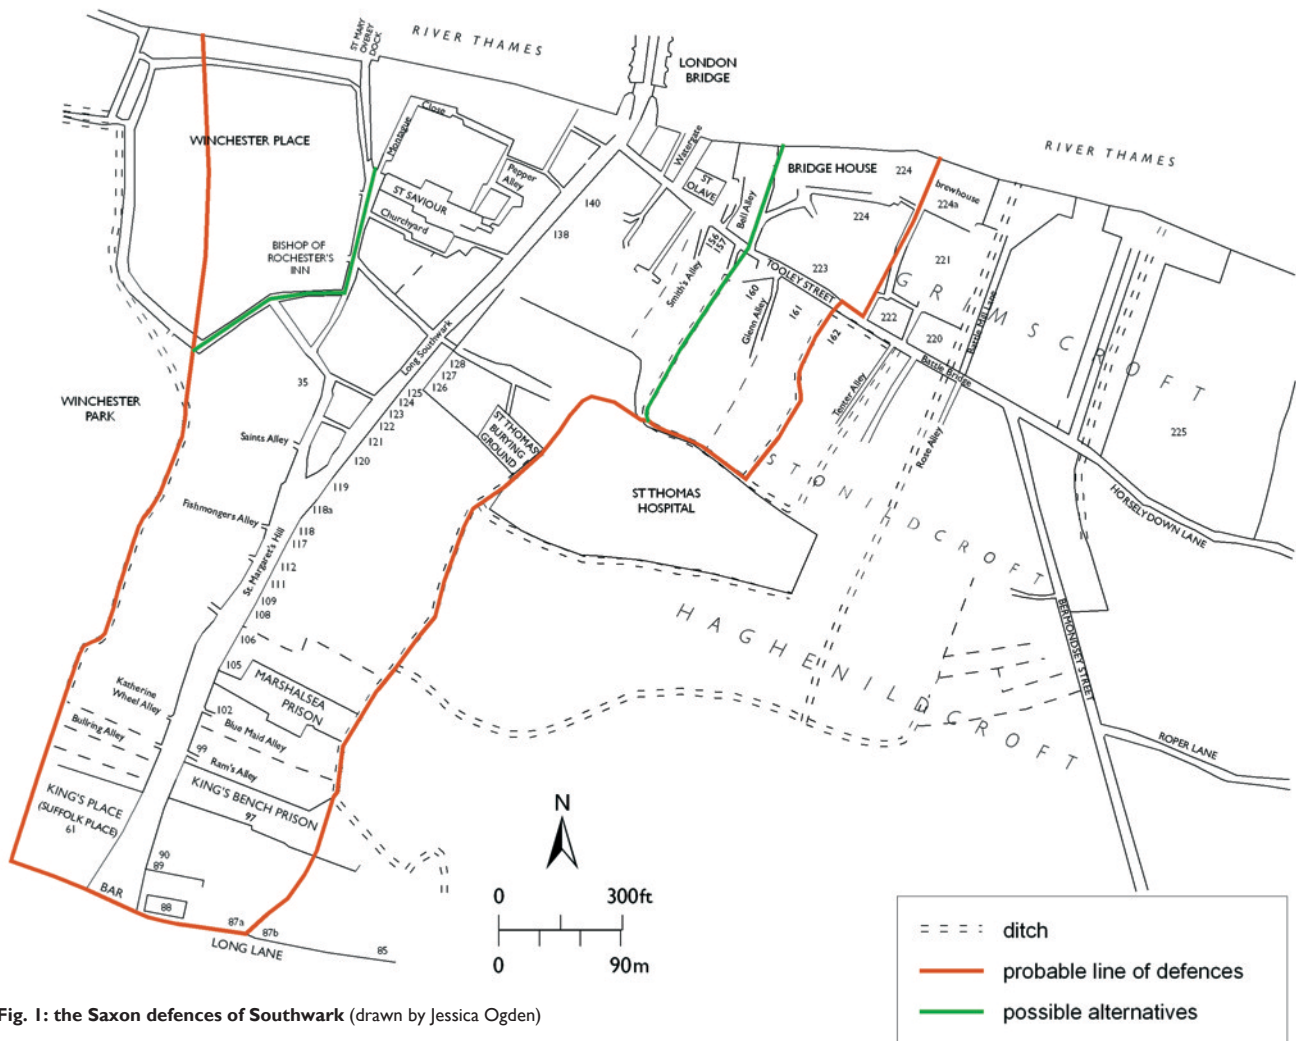 ST MARY
OVEREY
DOCK
RIVER THAMES
LONDON
BRIDGE
WINCHESTER PLACE
Montague
Close
Pepper
Alley
ST SAVIOUR
Churchyard
BISHOP OF
ROCHESTER'S
INN
140
138
Watergate
ST
OLAVE
Bell Alley
156
157
Smith's Alley
BRIDGE HOUSE
224
224
RIVER THAMES
brewhouse
224a
221
223
TOOLEY STREET
160
Glenn Alley
161
162
222
220
Battle Mill Lane
Battle Bridge
GRIMSCROFT
225
Tenter Alley
Rose Alley
HORSELYDOWN LANE
WINCHESTER
PARK
35
Long Southwark
128
127
126
125
124
123
122
121
120
119
118a
118
117
112
111
109
108
106
105
102
99
Saints Alley
Fishmongers Alley
St. Margaret's Hill
ST THOMAS'
BURYING
GROUND
ST THOMAS
HOSPITAL
STONILDCROFT
HAGHENILDCROFT
BERMONDSEY STREET
ROPER LANE
Katherine
Wheel Alley
Bullring Alley
MARSHALSEA
PRISON
Blue Maid Alley
Ram's Alley
KING'S BENCH PRISON
97
KING'S PLACE
(SUFFOLK PLACE)
61
90
89
88
BAR
87a
87b
LONG LANE
85
N
0 300ft
0 90m
ditch
probable line of defences
possible alternatives
Fig. 1: the Saxon defences of Southwark (drawn by Jessica Ogden)